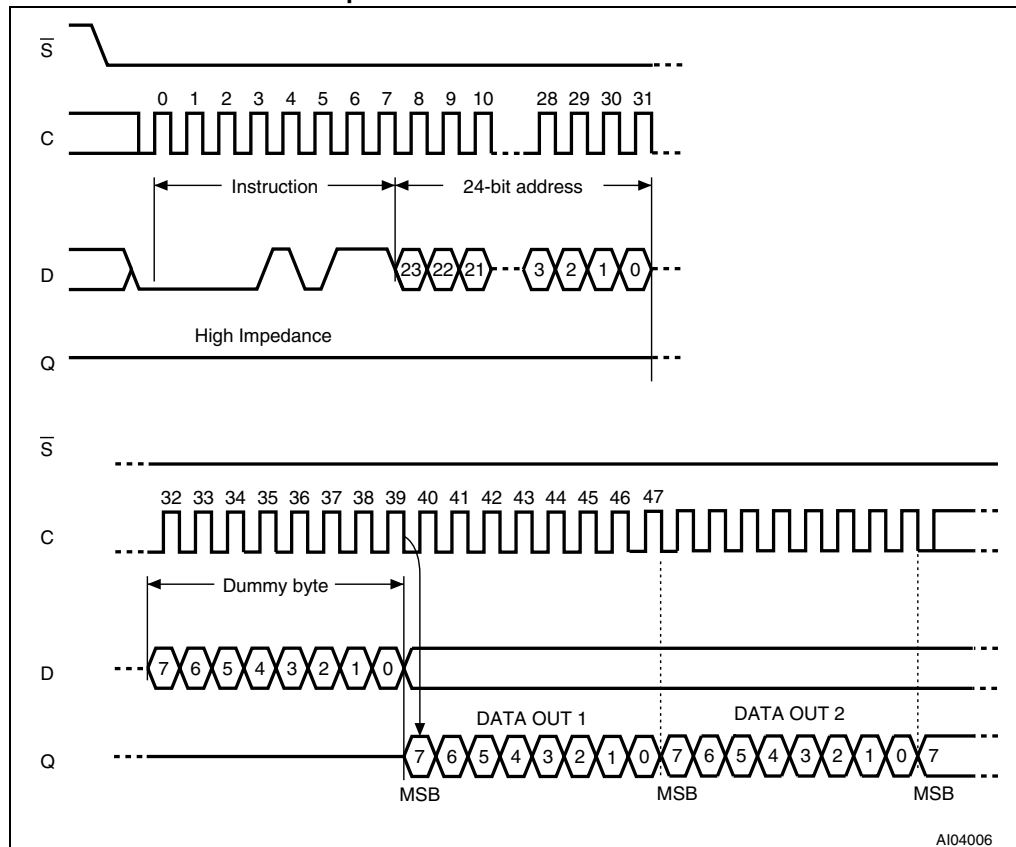 S
0 1 2 3 4 5 6 7 8 9 10 28 29 30 31
C
Instruction 24-bit address
D 23 22 21 3 2 1 0
High Impedance
Q
S
32 33 34 35 36 37 38 39 40 41 42 43 44 45 46 47
C
Dummy byte
D 7 6 5 4 3 2 1 0
DATA OUT 1 DATA OUT 2
Q 7 6 5 4 3 2 1 0 7 6 5 4 3 2 1 0 7
MSB MSB MSB
AI04006